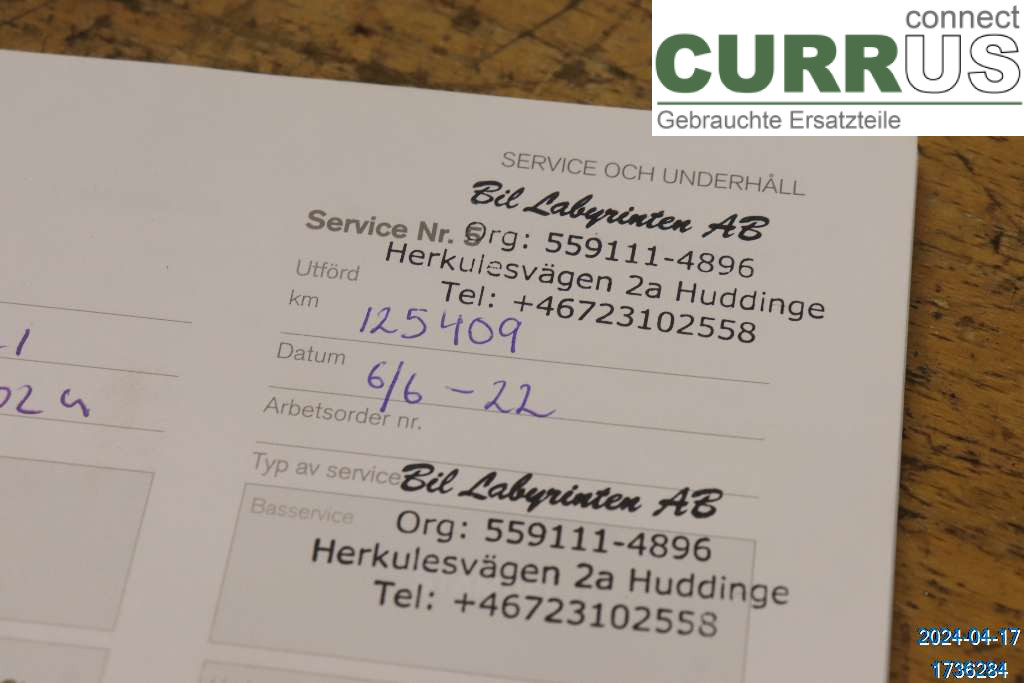 connect
CURRUS
Gebrauchte Ersatzteile
SERVICE OCH UNDERHÅLL
Bil Labyrinten AB
Service Nr. 5
Org: 559111-4896
Utförd
Herkulesvägen 2a Huddinge
Tel: +46723102558
km 125409
Datum 6/6 - 22
Arbetsorder nr.
Typ av service
Bil Labyrinten AB
Basservice
Org: 559111-4896
Herkulesvägen 2a Huddinge
Tel: +46723102558
2024-04-17
1736284